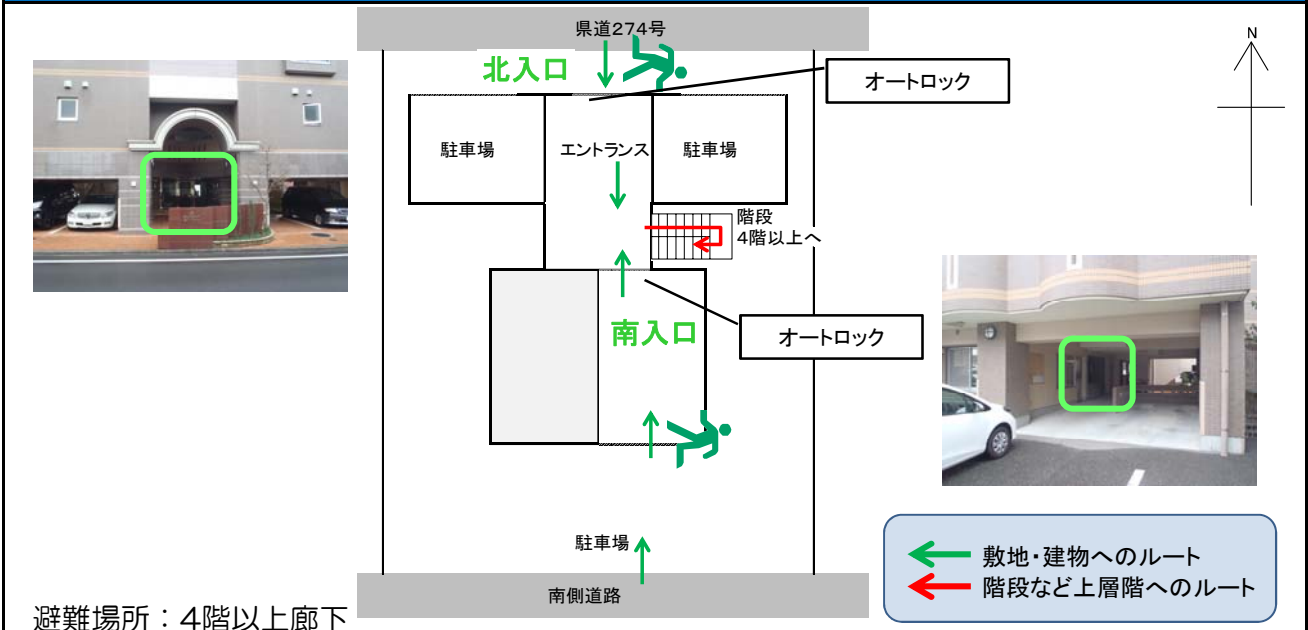 県道274号
北入口
N
オートロック
駐車場
エントランス
駐車場
階段
4階以上へ
南入口
オートロック
駐車場
南側道路
敷地・建物へのルート
階段など上層階へのルート
避難場所：4階以上廊下